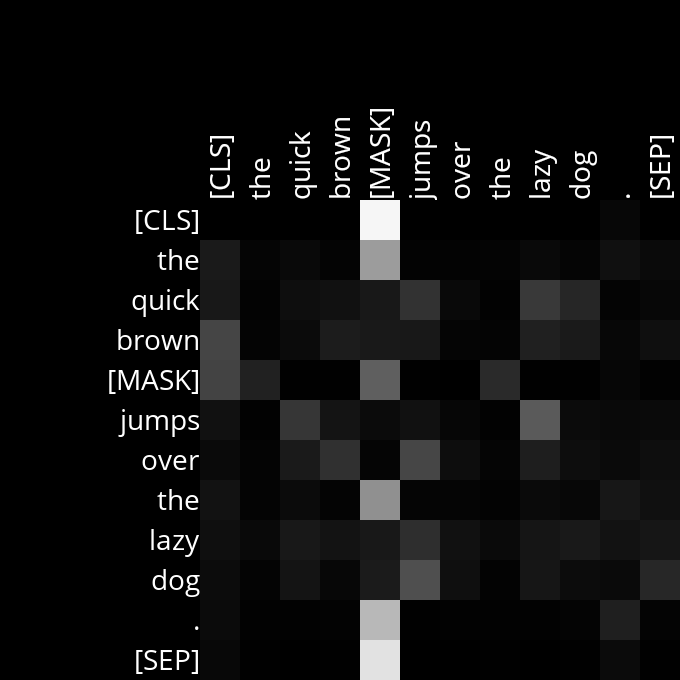 [CLS] the quick brown [MASK] jumps over the lazy dog . [SEP]
[CLS]
the
quick
brown
[MASK]
jumps
over
the
lazy
dog
.
[SEP]